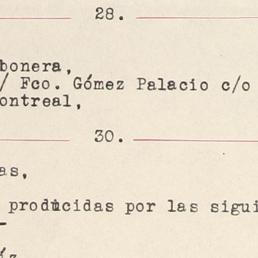 28.
bonera,
/ Fco. Gómez Palacio c/o
ontreal,
30.
as,
producidas por las sigui